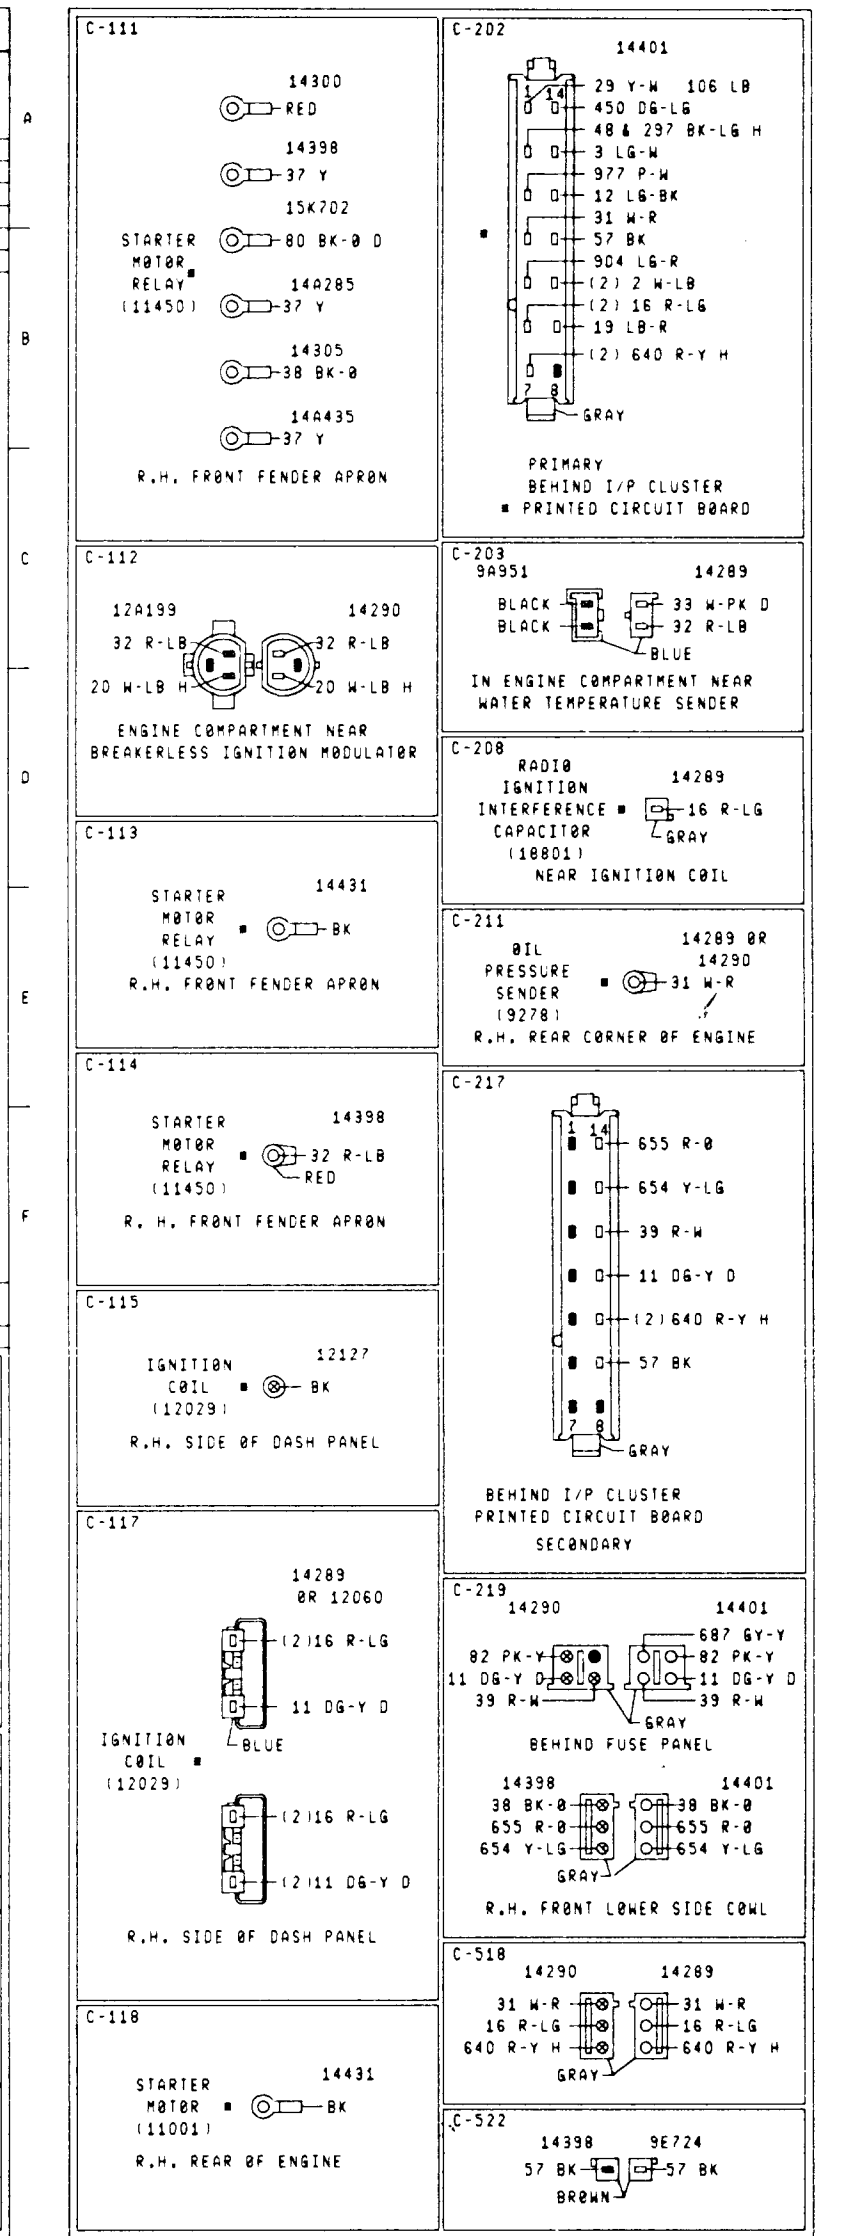 A
B
C
D
E
F
C-111
14300
RED
14398
37 Y
15K702
80 BK-O D
STARTER
MOTOR
RELAY
(11450)
14A285
37 Y
14305
38 BK-O
14A435
37 Y
R.H. FRONT FENDER APRON
C-112
12A199 14290
32 R-LB 32 R-LB
20 W-LB H 20 W-LB H
ENGINE COMPARTMENT NEAR
BREAKERLESS IGNITION MODULATOR
C-113
14431
STARTER
MOTOR
RELAY
(11450)
BK
R.H. FRONT FENDER APRON
C-114
14398
STARTER
MOTOR
RELAY
(11450)
32 R-LB
RED
R. H. FRONT FENDER APRON
C-115
12127
IGNITION
COIL
(12029)
BK
R.H. SIDE OF DASH PANEL
C-117
14289
OR 12060
(2)16 R-LG
11 DG-Y D
BLUE
IGNITION
COIL
(12029)
(2)16 R-LG
(2)11 DG-Y D
R.H. SIDE OF DASH PANEL
C-118
14431
STARTER
MOTOR
(11001)
BK
R.H. REAR OF ENGINE
C-202
14401
1 14
29 Y-W 106 LB
450 DG-LG
48 & 297 BK-LG H
3 LG-W
977 P-W
12 LG-BK
31 W-R
57 BK
904 LG-R
(2) 2 W-LB
(2) 16 R-LG
19 LB-R
(2) 640 R-Y H
7 8
GRAY
PRIMARY
BEHIND I/P CLUSTER
PRINTED CIRCUIT BOARD
C-203
9A951 14289
BLACK 33 W-PK D
BLACK 32 R-LB
BLUE
IN ENGINE COMPARTMENT NEAR
WATER TEMPERATURE SENDER
C-208
RADIO
IGNITION
INTERFERENCE
CAPACITOR
(18801)
14289
16 R-LG
GRAY
NEAR IGNITION COIL
C-211
OIL
PRESSURE
SENDER
(9278)
14289 OR
14290
31 W-R
R.H. REAR CORNER OF ENGINE
C-217
1 14
655 R-O
654 Y-LG
39 R-W
11 DG-Y D
(2)640 R-Y H
57 BK
7 8
GRAY
BEHIND I/P CLUSTER
PRINTED CIRCUIT BOARD
SECONDARY
C-219
14290 14401
687 GY-Y
82 PK-Y 82 PK-Y
11 DG-Y D 11 DG-Y D
39 R-W 39 R-W
GRAY
BEHIND FUSE PANEL
14398 14401
38 BK-O 38 BK-O
655 R-O 655 R-O
654 Y-LG 654 Y-LG
GRAY
R.H. FRONT LOWER SIDE COWL
C-518
14290 14289
31 W-R 31 W-R
16 R-LG 16 R-LG
640 R-Y H 640 R-Y H
GRAY
C-522
14398 9E724
57 BK 57 BK
BROWN